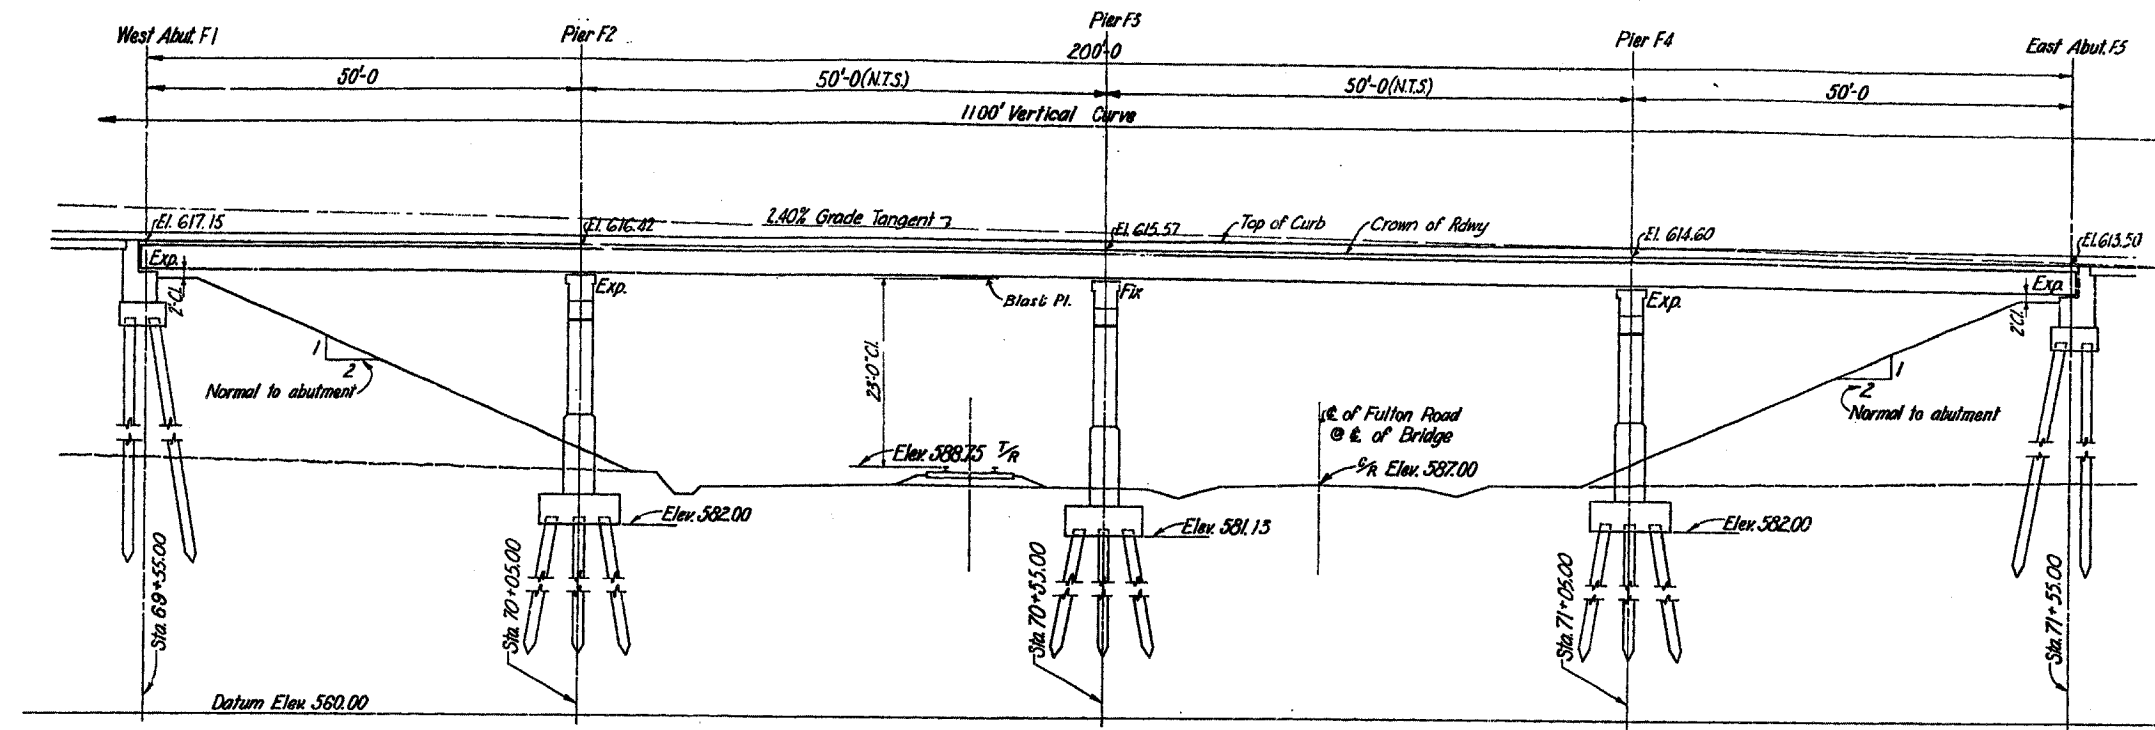 West Abut. F1
Pier F2
Pier F3
Pier F4
East Abut. F5
200'-0
50'-0
50'-0 (N.T.S.)
50'-0 (N.T.S.)
50'-0
1100' Vertical Curve
El. 617.15
El. 616.42
2.40% Grade Tangent
El. 615.57
Top of Curb
Crown of Rdwy
El. 614.60
El. 613.50
Exp.
Exp.
Blast Pl.
Fix
Exp.
Exp.
2' Cl.
2' Cl.
23'-0" Cl.
1
2
Normal to abutment
1
2
Normal to abutment
℄ of Fulton Road
@ ℄ of Bridge
Elev. 588.75 T/R
C/R Elev. 587.00
Elev. 582.00
Elev. 581.13
Elev. 582.00
Sta. 69+55.00
Sta. 70+05.00
Sta. 70+55.00
Sta. 71+05.00
Sta. 71+55.00
Datum Elev. 560.00